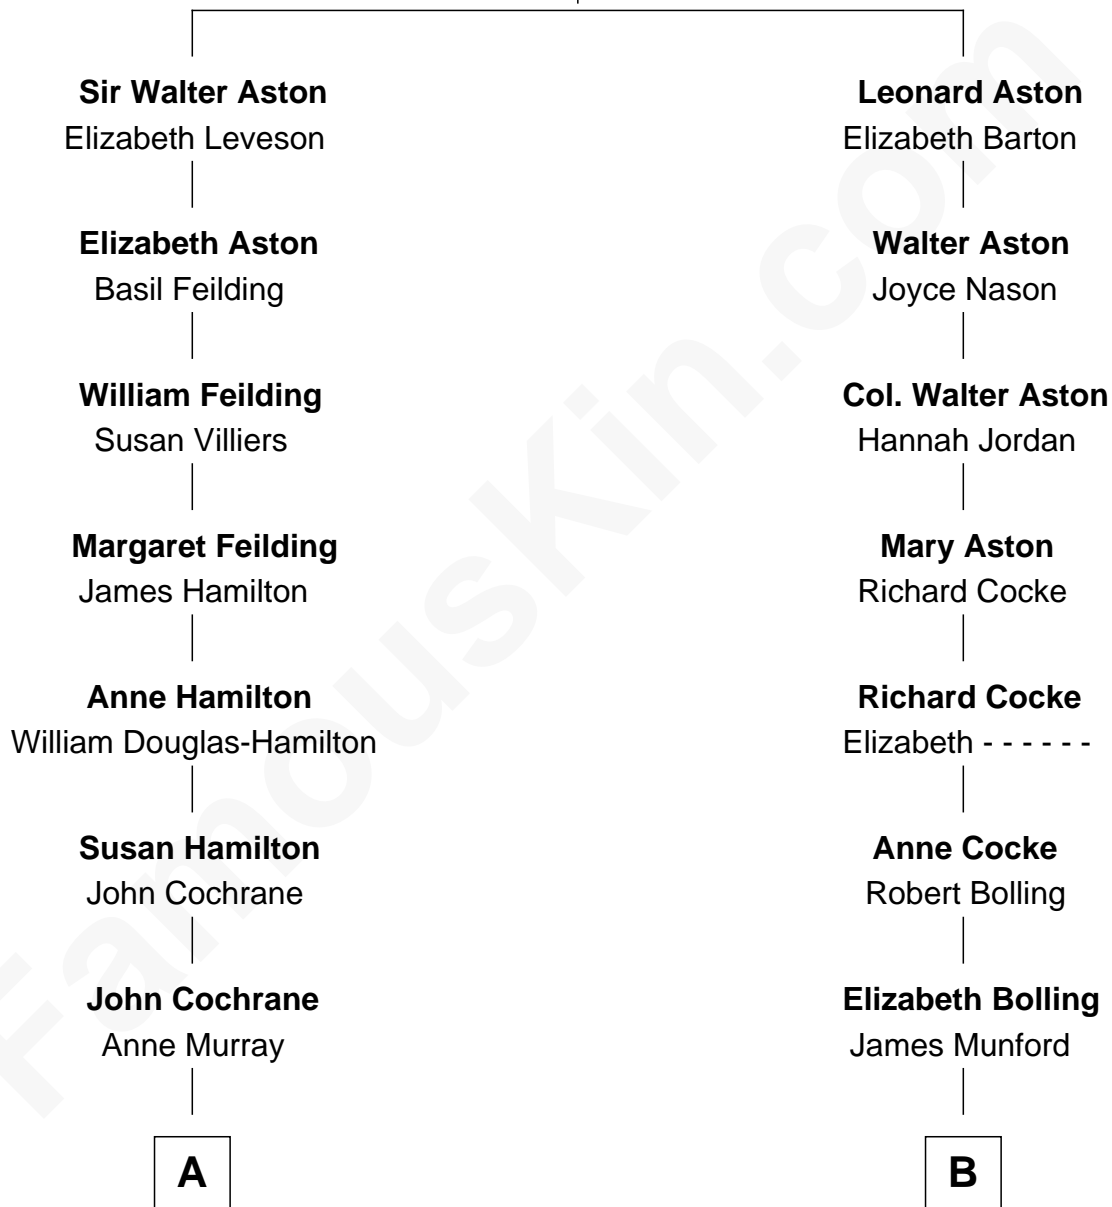 Sir Walter Aston
Elizabeth Leveson
Elizabeth Aston
Basil Feilding
William Feilding
Susan Villiers
Margaret Feilding
James Hamilton
Anne Hamilton
William Douglas-Hamilton
Susan Hamilton
John Cochrane
John Cochrane
Anne Murray
A
Leonard Aston
Elizabeth Barton
Walter Aston
Joyce Nason
Col. Walter Aston
Hannah Jordan
Mary Aston
Richard Cocke
Richard Cocke
Elizabeth - - - - - -
Anne Cocke
Robert Bolling
Elizabeth Bolling
James Munford
B
FamousKin.com